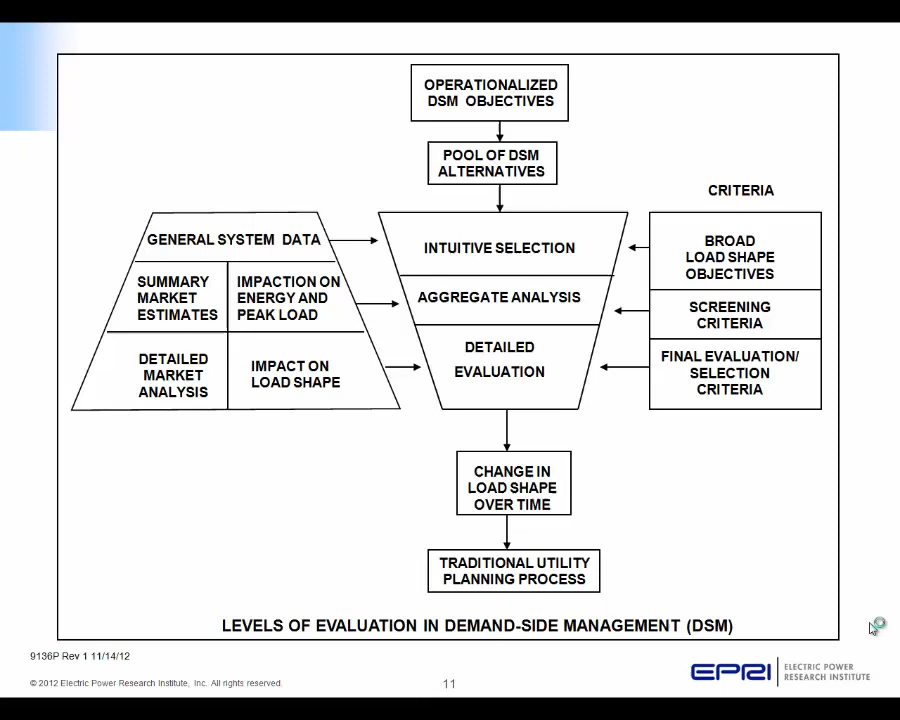 OPERATIONALIZED
DSM OBJECTIVES
POOL OF DSM
ALTERNATIVES
CRITERIA
GENERAL SYSTEM DATA
INTUITIVE SELECTION
BROAD
LOAD SHAPE
OBJECTIVES
SUMMARY
MARKET
ESTIMATES
IMPACTION ON
ENERGY AND
PEAK LOAD
AGGREGATE ANALYSIS
SCREENING
CRITERIA
DETAILED
MARKET
ANALYSIS
IMPACT ON
LOAD SHAPE
DETAILED
EVALUATION
FINAL EVALUATION/
SELECTION
CRITERIA
CHANGE IN
LOAD SHAPE
OVER TIME
TRADITIONAL UTILITY
PLANNING PROCESS
LEVELS OF EVALUATION IN DEMAND-SIDE MANAGEMENT (DSM)
9136P Rev 1 11/14/12
© 2012 Electric Power Research Institute, Inc. All rights reserved.
11
EPRI
ELECTRIC POWER
RESEARCH INSTITUTE